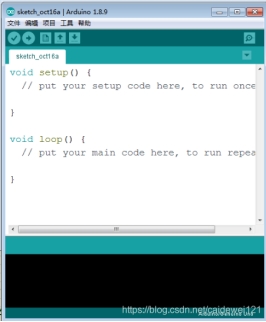 sketch_oct16a | Arduino 1.8.9
文件 编辑 项目 工具 帮助
sketch_oct16a
void setup() {
// put your setup code here, to run once
}
void loop() {
// put your main code here, to run repea
}
https://blog.csdn.net/caidewei121